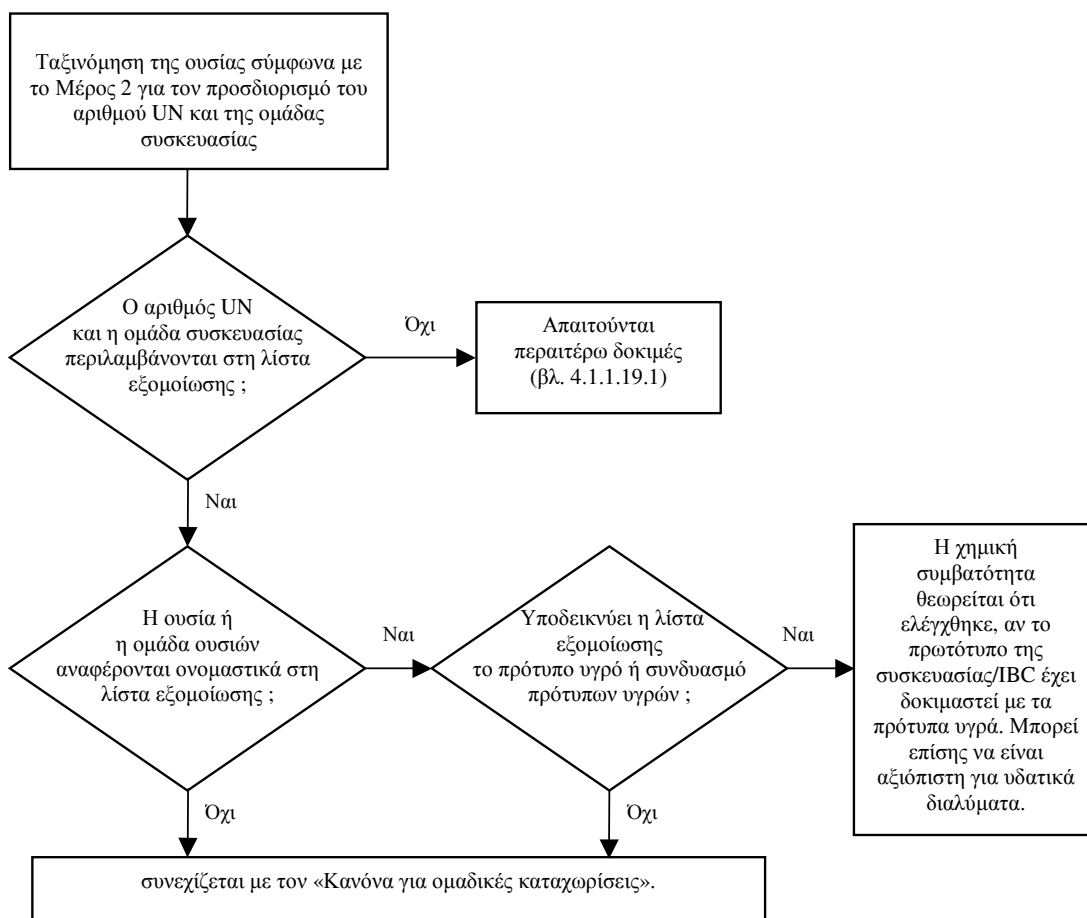 Ταξινόμηση της ουσίας σύμφωνα με
το Μέρος 2 για τον προσδιορισμό του
αριθμού UN και της ομάδας
συσκευασίας
Ο αριθμός UN
και η ομάδα συσκευασίας
περιλαμβάνονται στη λίστα
εξομοίωσης ;
Όχι
Απαιτούνται
περαιτέρω δοκιμές
(βλ. 4.1.1.19.1)
Ναι
Η ουσία ή
η ομάδα ουσιών
αναφέρονται ονομαστικά στη
λίστα εξομοίωσης ;
Ναι
Υποδεικνύει η λίστα
εξομοίωσης
το πρότυπο υγρό ή συνδυασμό
πρότυπων υγρών ;
Ναι
Η χημική
συμβατότητα
θεωρείται ότι
ελέγχθηκε, αν το
πρωτότυπο της
συσκευασίας/IBC έχει
δοκιμαστεί με τα
πρότυπα υγρά. Μπορεί
επίσης να είναι
αξιόπιστη για υδατικά
διαλύματα.
Όχι
Όχι
συνεχίζεται με τον «Κανόνα για ομαδικές καταχωρίσεις».